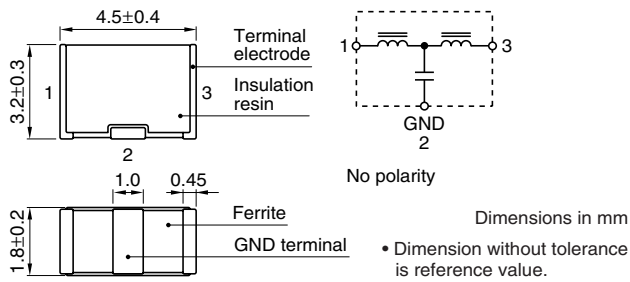 4.5±0.4
3.2±0.3
1
3
2
Terminal
electrode
Insulation
resin
1
3
GND
2
No polarity
1.0
0.45
1.8±0.2
Ferrite
GND terminal
Dimensions in mm
• Dimension without tolerance
is reference value.